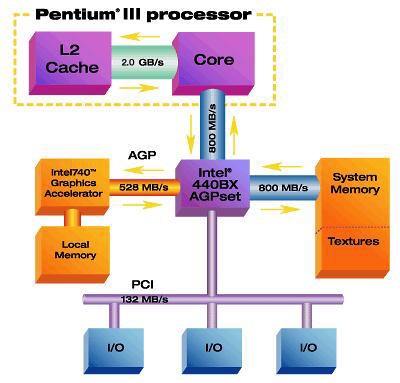 Pentium® III processor
L2
Cache
2.0 GB/s
Core
800 MB/s
AGP
Intel740™
Graphics
Accelerator
528 MB/s
Intel®
440BX
AGPset
800 MB/s
System
Memory
Textures
Local
Memory
PCI
132 MB/s
I/O
I/O
I/O